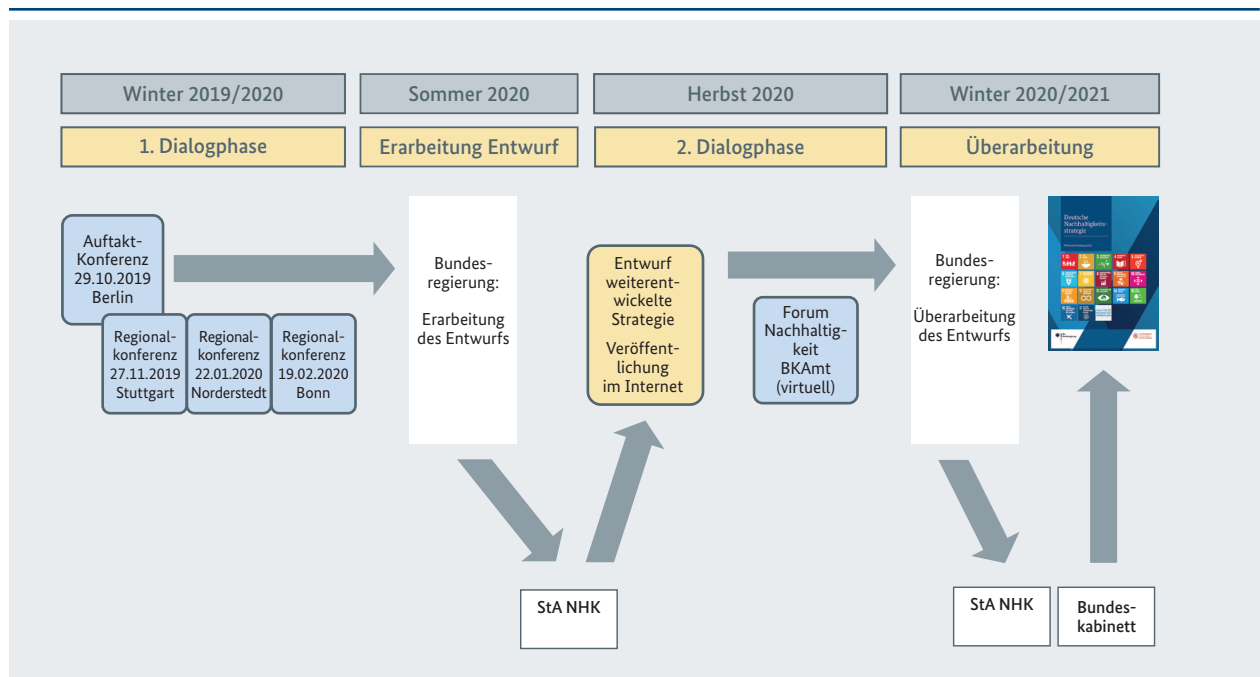 Winter 2019/2020
Sommer 2020
Herbst 2020
Winter 2020/2021
1. Dialogphase
Erarbeitung Entwurf
2. Dialogphase
Überarbeitung
Auftakt-
Konferenz
29.10.2019
Berlin
Regional-
konferenz
27.11.2019
Stuttgart
Regional-
konferenz
22.01.2020
Norderstedt
Regional-
konferenz
19.02.2020
Bonn
Bundes-
regierung:
Erarbeitung
des Entwurfs
StA NHK
Entwurf
weiterent-
wickelte
Strategie
Veröffent-
lichung
im Internet
Forum
Nachhaltig-
keit
BKAmt
(virtuell)
Bundes-
regierung:
Überarbeitung
des Entwurfs
Deutsche
Nachhaltigkeits-
strategie
StA NHK
Bundes-
kabinett